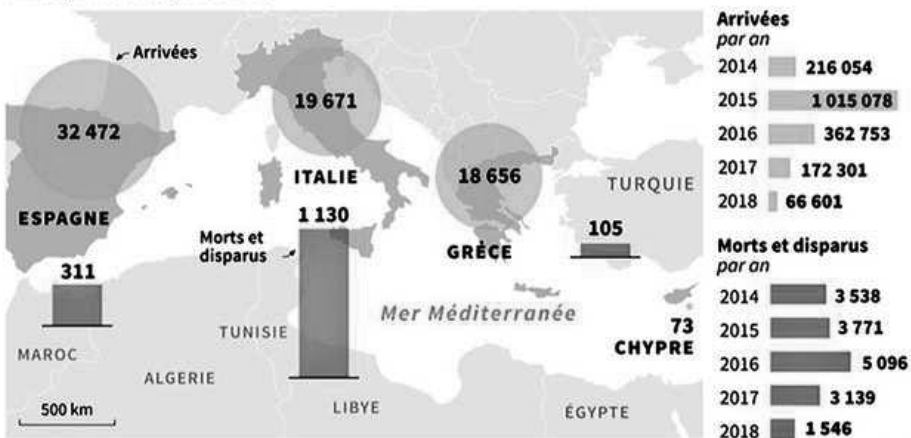 Arrivées
32 472
ESPAGNE
19 671
ITALIE
18 656
GRÈCE
TURQUIE
Morts et
disparus
311
1 130
105
Mer Méditerranée
73
CHYPRE
MAROC
ALGERIE
TUNISIE
LIBYE
ÉGYPTE
500 km
Arrivées
par an
2014 216 054
2015 1 015 078
2016 362 753
2017 172 301
2018 66 601
Morts et disparus
par an
2014 3 538
2015 3 771
2016 5 096
2017 3 139
2018 1 546